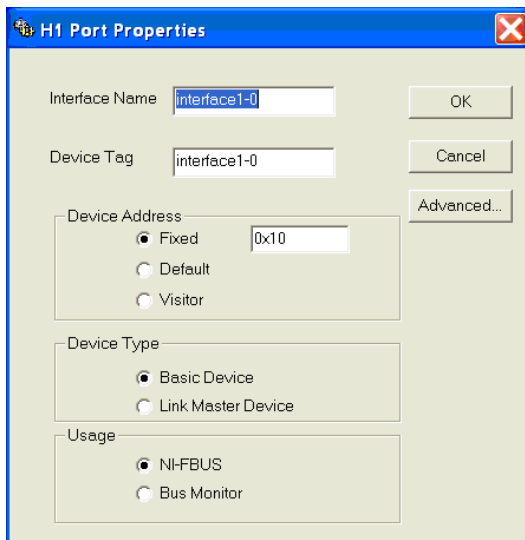 H1 Port Properties
Interface Name interface1-0 OK
Device Tag interface1-0 Cancel
Advanced...
Device Address
Fixed 0x10
Default
Visitor
Device Type
Basic Device
Link Master Device
Usage
NI-FBUS
Bus Monitor